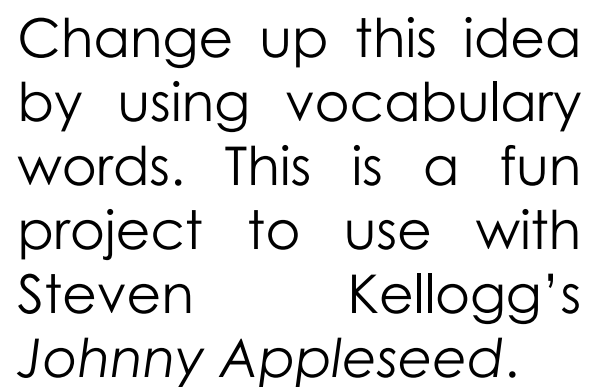 Change up this idea
by using vocabulary
words. This is a fun
project to use with
Steven Kellogg’s
Johnny Appleseed.